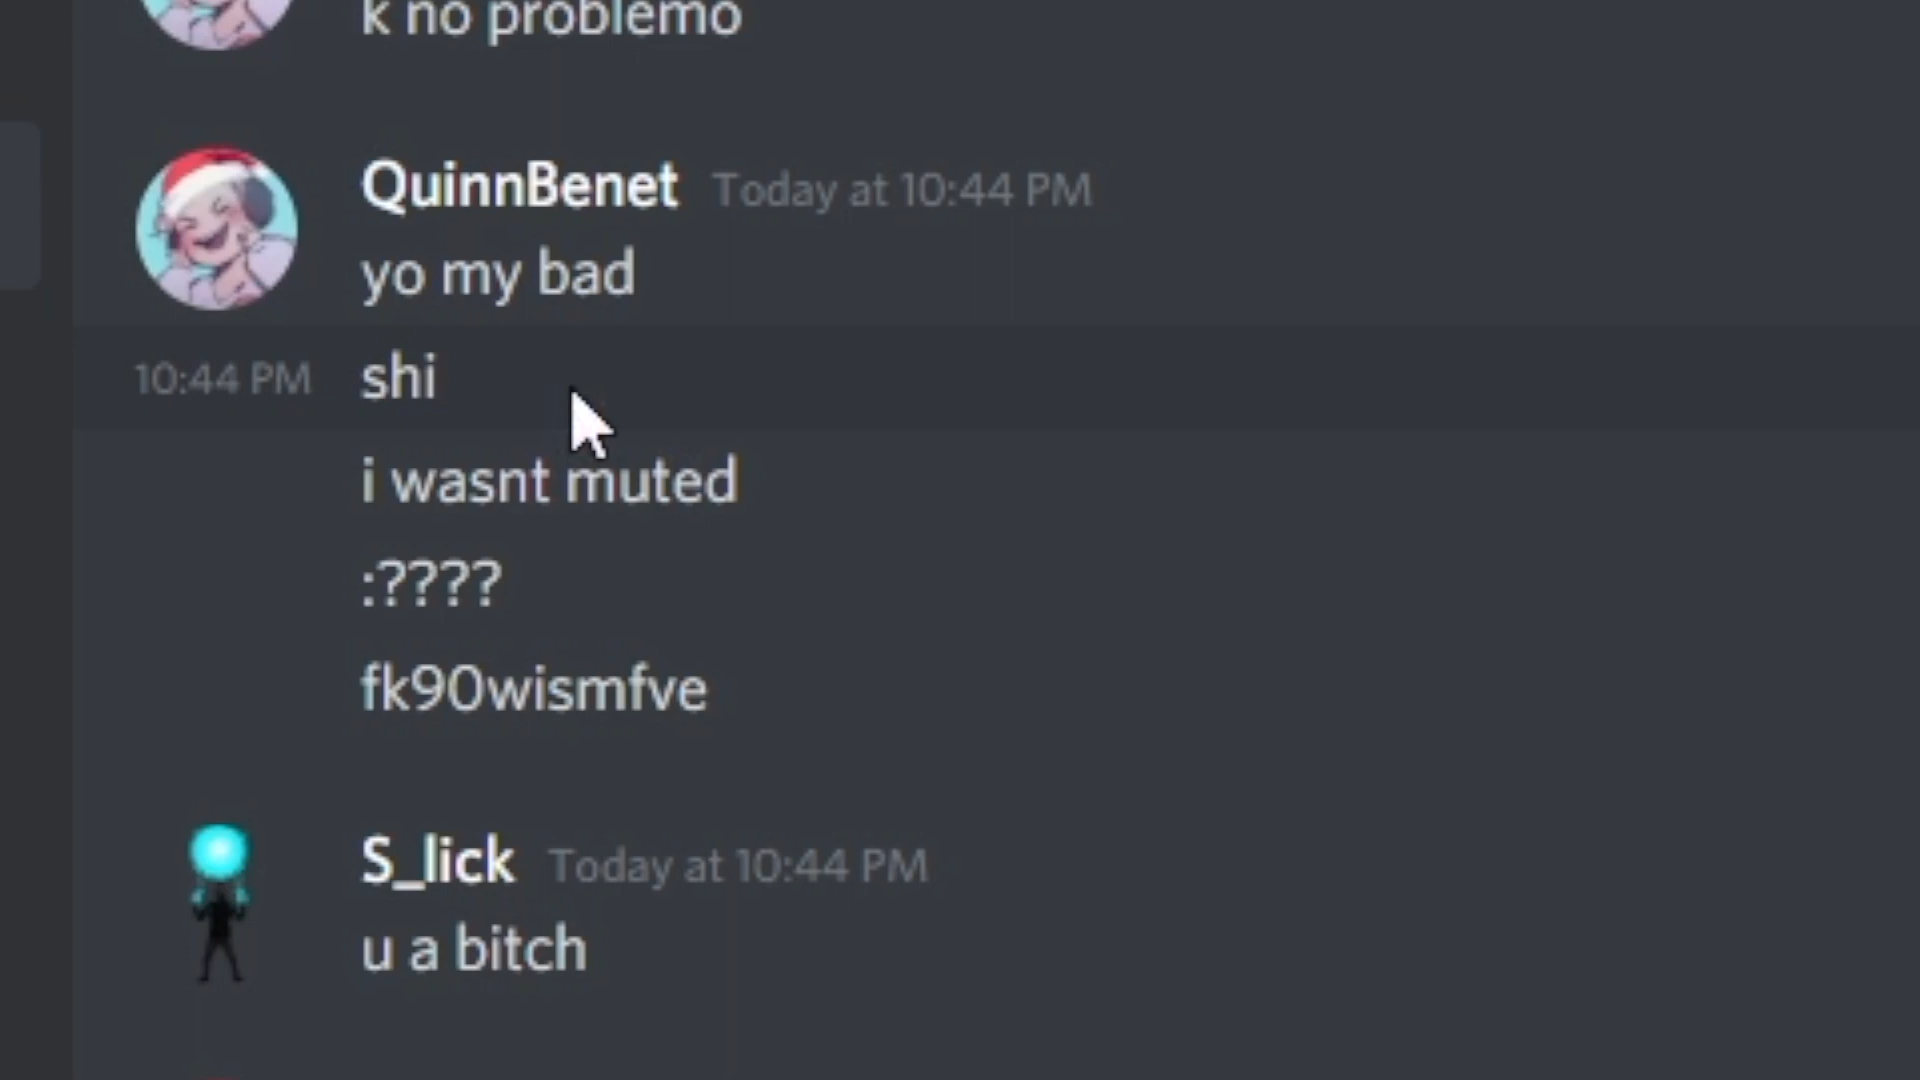 k no problemo
QuinnBenet Today at 10:44 PM
yo my bad
10:44 PM shi
i wasnt muted
:????
fk90wismfve
S_lick Today at 10:44 PM
u a bitch